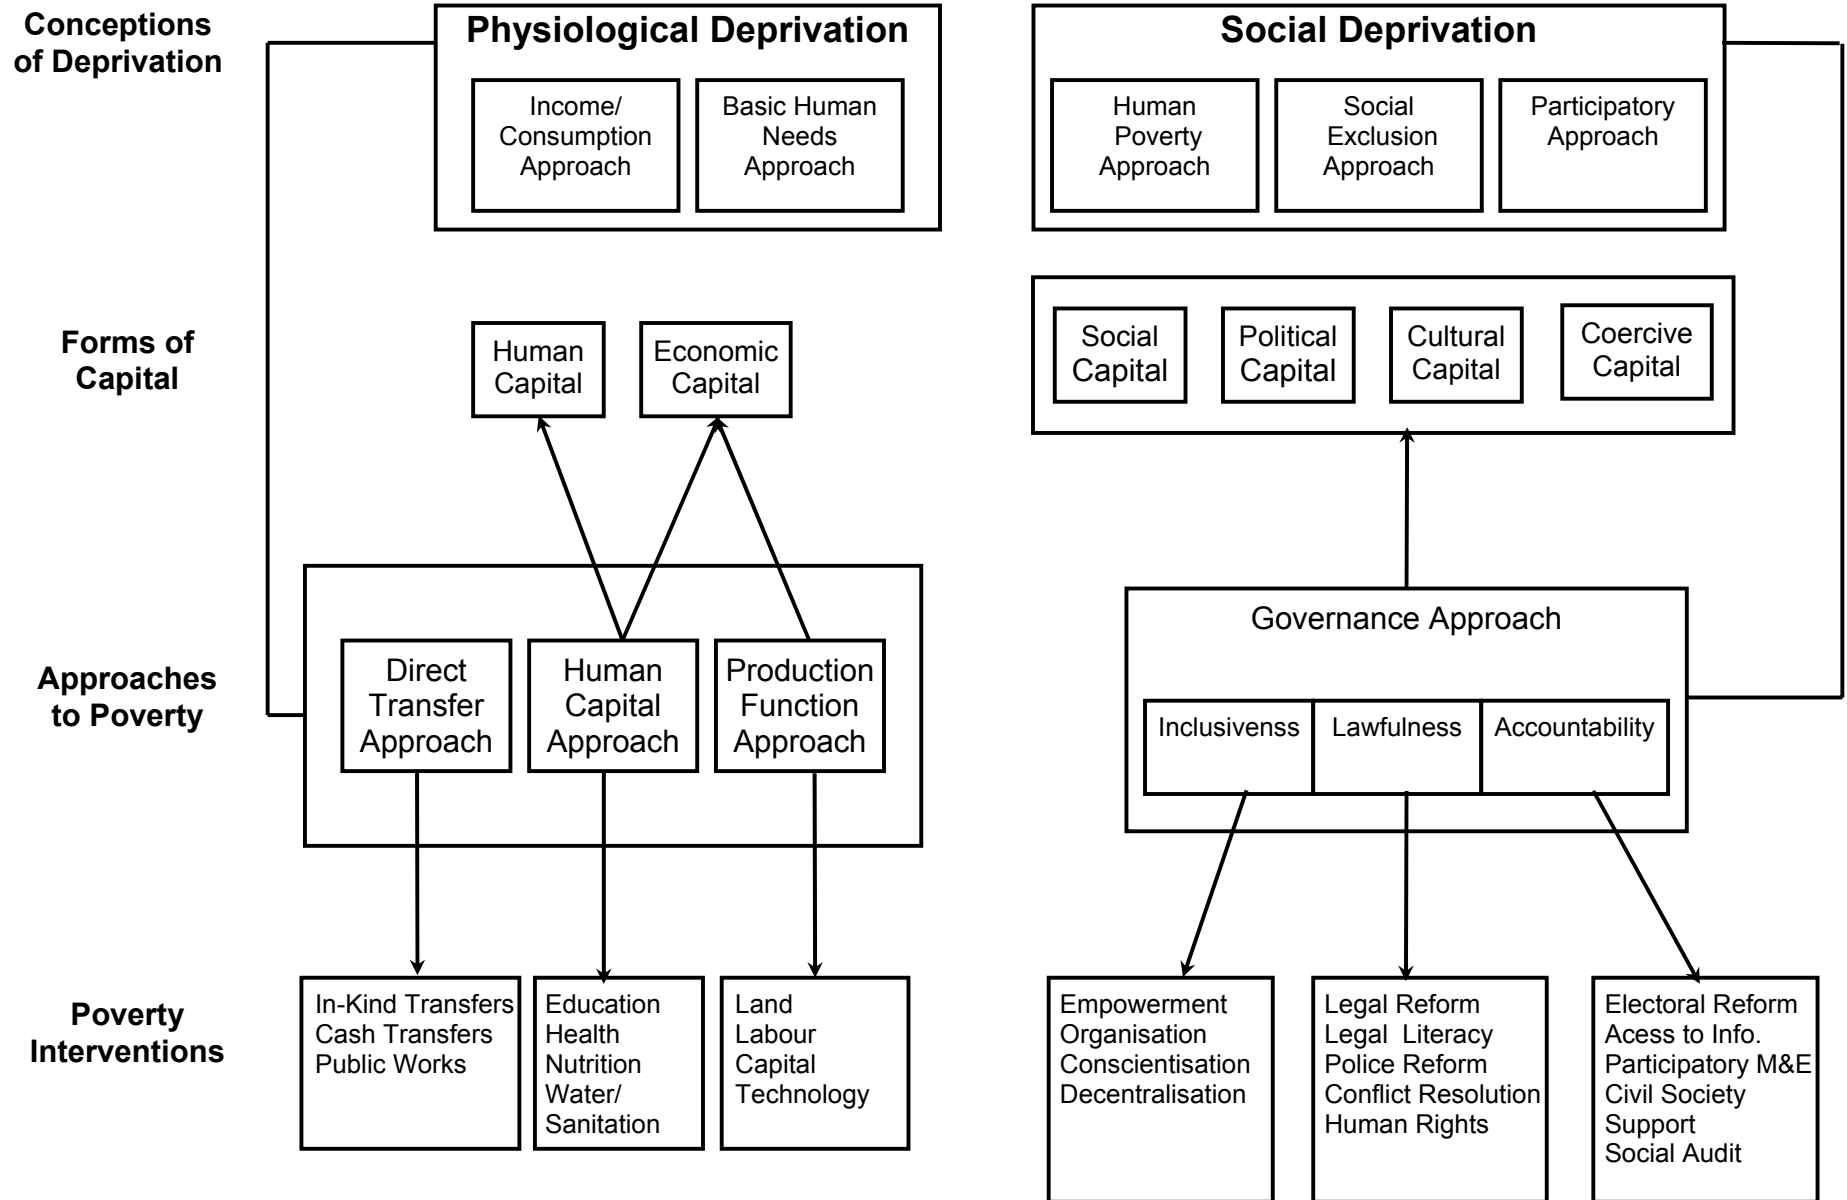 Conceptions
of Deprivation
Physiological Deprivation
Income/
Consumption
Approach
Basic Human
Needs
Approach
Social Deprivation
Human
Poverty
Approach
Social
Exclusion
Approach
Participatory
Approach
Forms of
Capital
Human
Capital
Economic
Capital
Social
Capital
Political
Capital
Cultural
Capital
Coercive
Capital
Approaches
to Poverty
Direct
Transfer
Approach
Human
Capital
Approach
Production
Function
Approach
Governance Approach
Inclusivenss
Lawfulness
Accountability
Poverty
Interventions
In-Kind Transfers
Cash Transfers
Public Works
Education
Health
Nutrition
Water/
Sanitation
Land
Labour
Capital
Technology
Empowerment
Organisation
Conscientisation
Decentralisation
Legal Reform
Legal Literacy
Police Reform
Conflict Resolution
Human Rights
Electoral Reform
Acess to Info.
Participatory M&E
Civil Society
Support
Social Audit